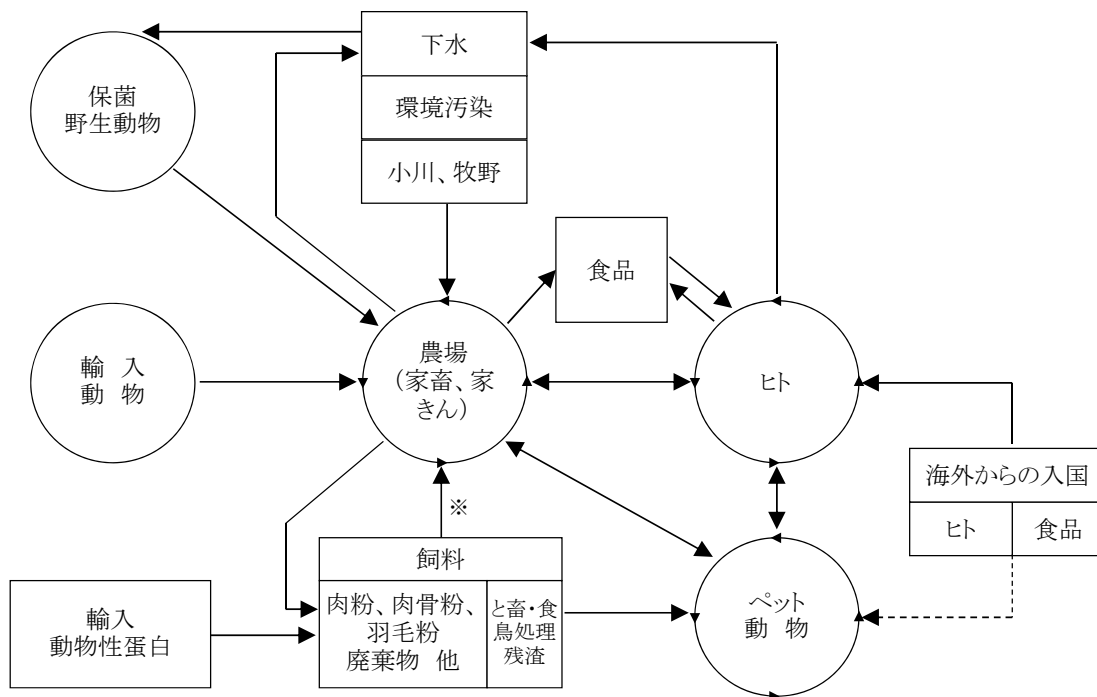 下水
環境汚染
小川、牧野
保菌
野生動物
食品
輸 入
動 物
農場
(家畜、家
きん)
ヒト
海外からの入国
ヒト
食品
※
飼料
肉粉、肉骨粉、
羽毛粉
廃棄物 他
と畜・食
鳥処理
残渣
輸入
動物性蛋白
ペット
動 物